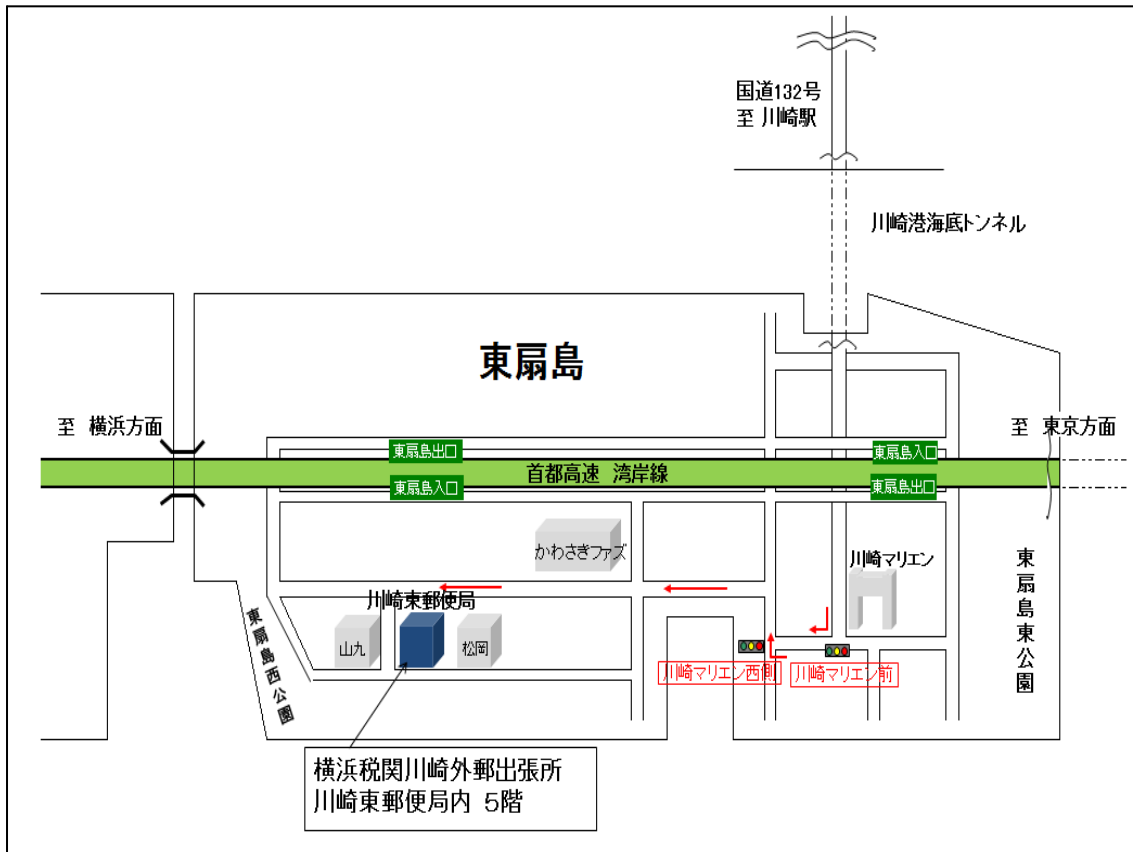 国道132号
至 川崎駅
川崎港海底トンネル
東扇島
至 横浜方面
至 東京方面
東扇島出口
東扇島入口
首都高速 湾岸線
東扇島入口
東扇島出口
かわさきファズ
川崎マリエン
川崎東郵便局
山九
松岡
東扇島西公園
東扇島東公園
川崎マリエン西側
川崎マリエン前
横浜税関川崎外郵出張所
川崎東郵便局内 5階